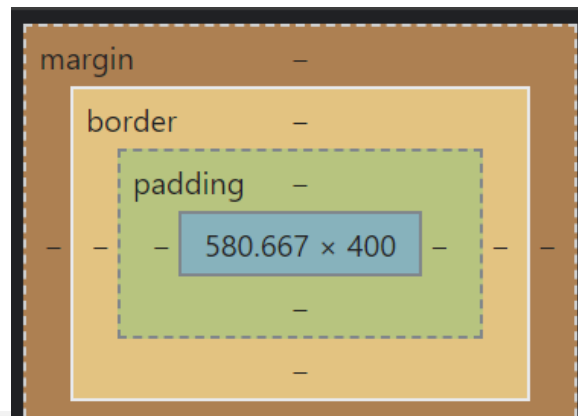 margin –
border –
padding –
– – – 580.667 × 400 – – –
–
–